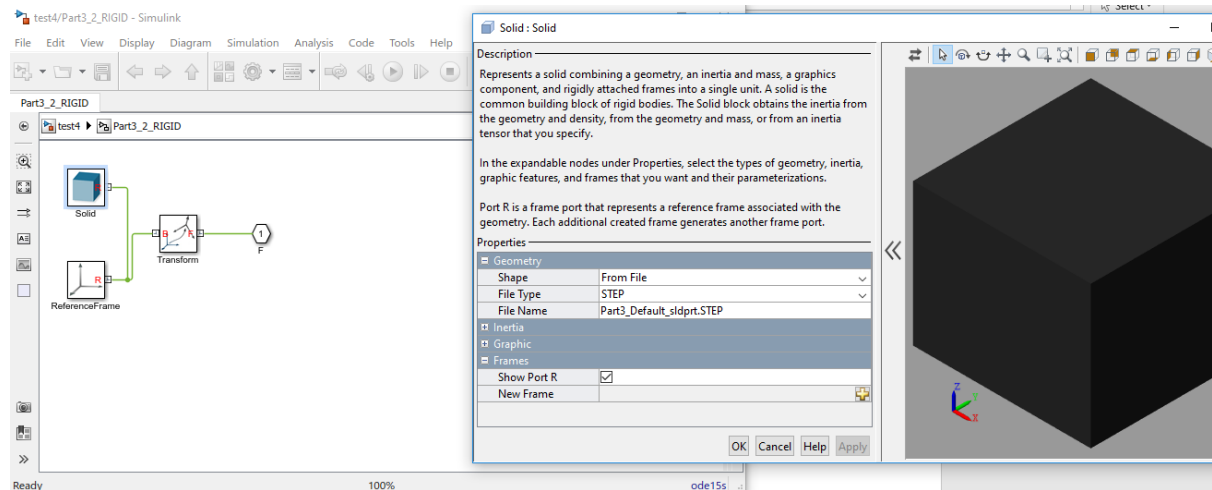 test4/Part3_2_RIGID - Simulink
File Edit View Display Diagram Simulation Analysis Code Tools Help
Part3_2_RIGID
test4 Part3_2_RIGID
Solid
R
B F
Transform
1
F
R
ReferenceFrame
Ready 100% ode15s
Select
Solid : Solid
Description
Represents a solid combining a geometry, an inertia and mass, a graphics
component, and rigidly attached frames into a single unit. A solid is the
common building block of rigid bodies. The Solid block obtains the inertia from
the geometry and density, from the geometry and mass, or from an inertia
tensor that you specify.
In the expandable nodes under Properties, select the types of geometry, inertia,
graphic features, and frames that you want and their parameterizations.
Port R is a frame port that represents a reference frame associated with the
geometry. Each additional created frame generates another frame port.
Properties
Geometry
Shape From File
File Type STEP
File Name Part3_Default_sldprt.STEP
Inertia
Graphic
Frames
Show Port R
New Frame
OK Cancel Help Apply
Z
Y
X